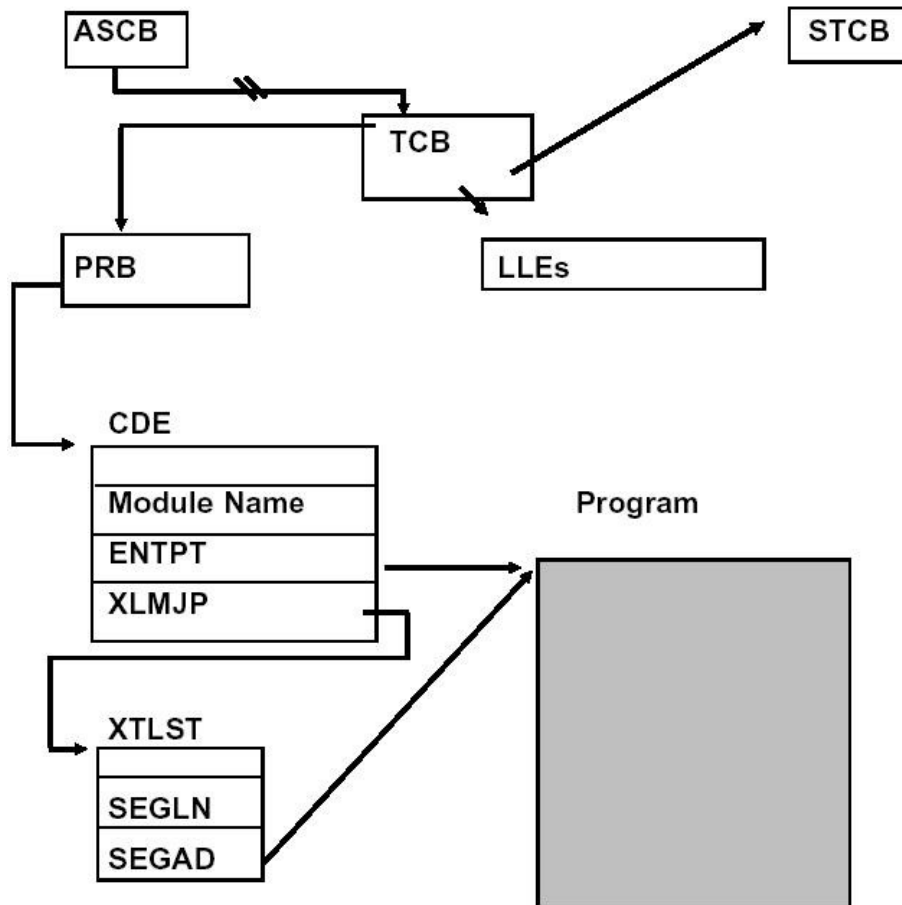 ASCB
STCB
TCB
PRB
LLEs
CDE
Module Name
ENTPT
XLMJP
Program
XTLST
SEGLN
SEGAD